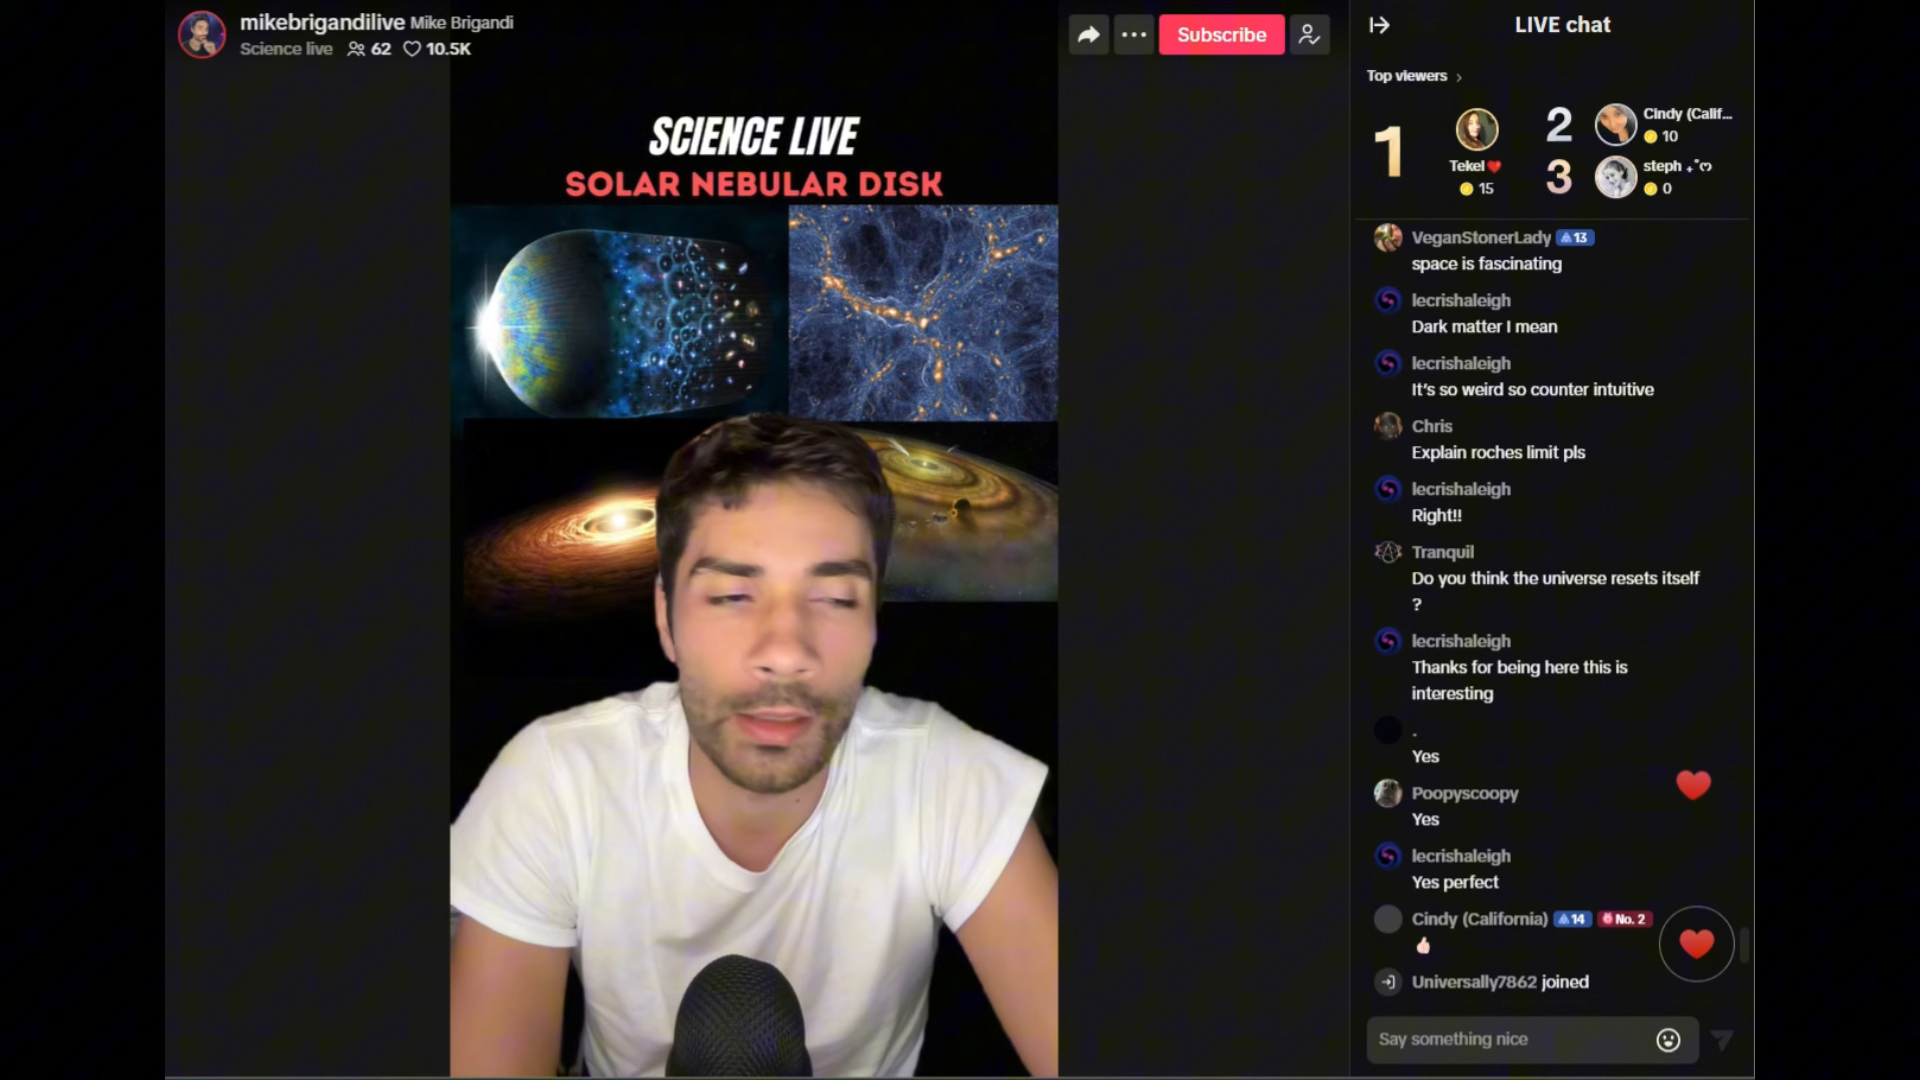 mikebrigandilive Mike Brigandi
Science live 62 10.5K
Subscribe
SCIENCE LIVE
SOLAR NEBULAR DISK
LIVE chat
Top viewers
1
Tekel
15
2
Cindy (Calif...
10
3
steph
0
VeganStonerLady 13
space is fascinating
lecrishaleigh
Dark matter I mean
lecrishaleigh
It's so weird so counter intuitive
Chris
Explain roches limit pls
lecrishaleigh
Right!!
Tranquil
Do you think the universe resets itself
?
lecrishaleigh
Thanks for being here this is
interesting
.
Yes
Poopyscoopy
Yes
lecrishaleigh
Yes perfect
Cindy (California) 14 No. 2
👍🏻
Universally7862 joined
Say something nice